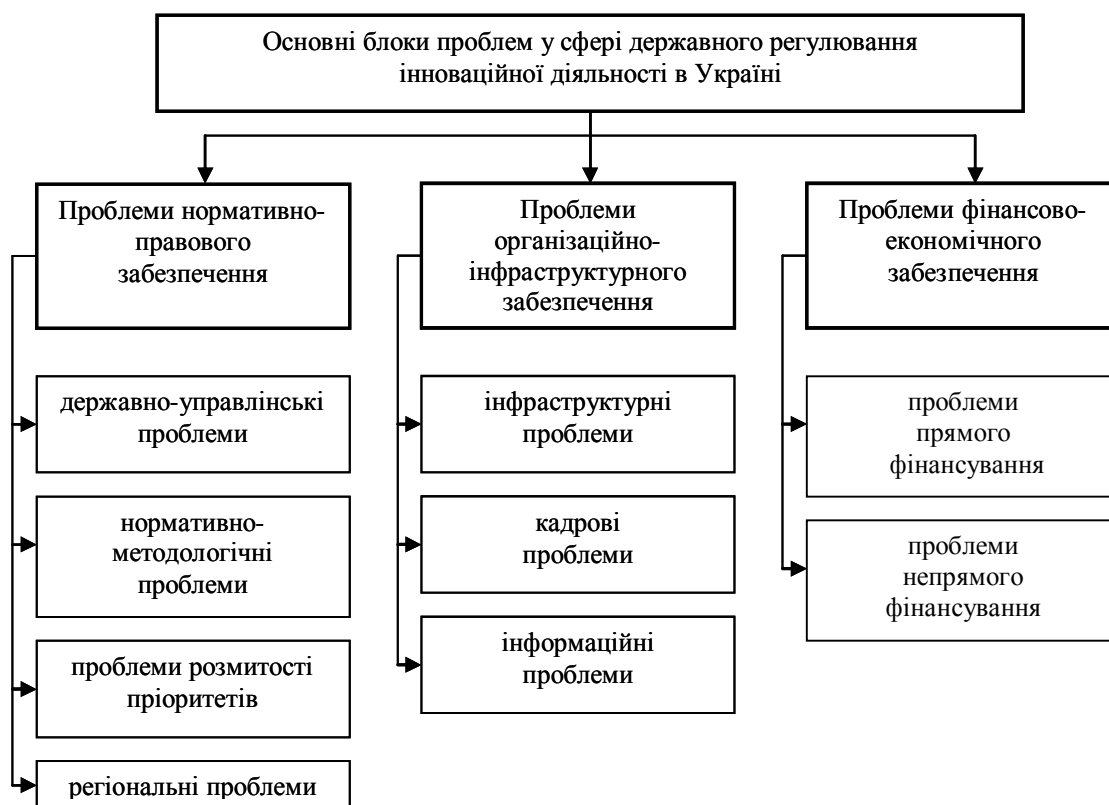 Основні блоки проблем у сфері державного регулювання
інноваційної діяльності в Україні
Проблеми нормативно-
правового
забезпечення
державно-управлінські
проблеми
нормативно-
методологічні
проблеми
проблеми розмитості
пріоритетів
регіональні проблеми
Проблеми
організаційно-
інфраструктурного
забезпечення
інфраструктурні
проблеми
кадрові
проблеми
інформаційні
проблеми
Проблеми фінансово-
економічного
забезпечення
проблеми
прямого
фінансування
проблеми
непрямого
фінансування